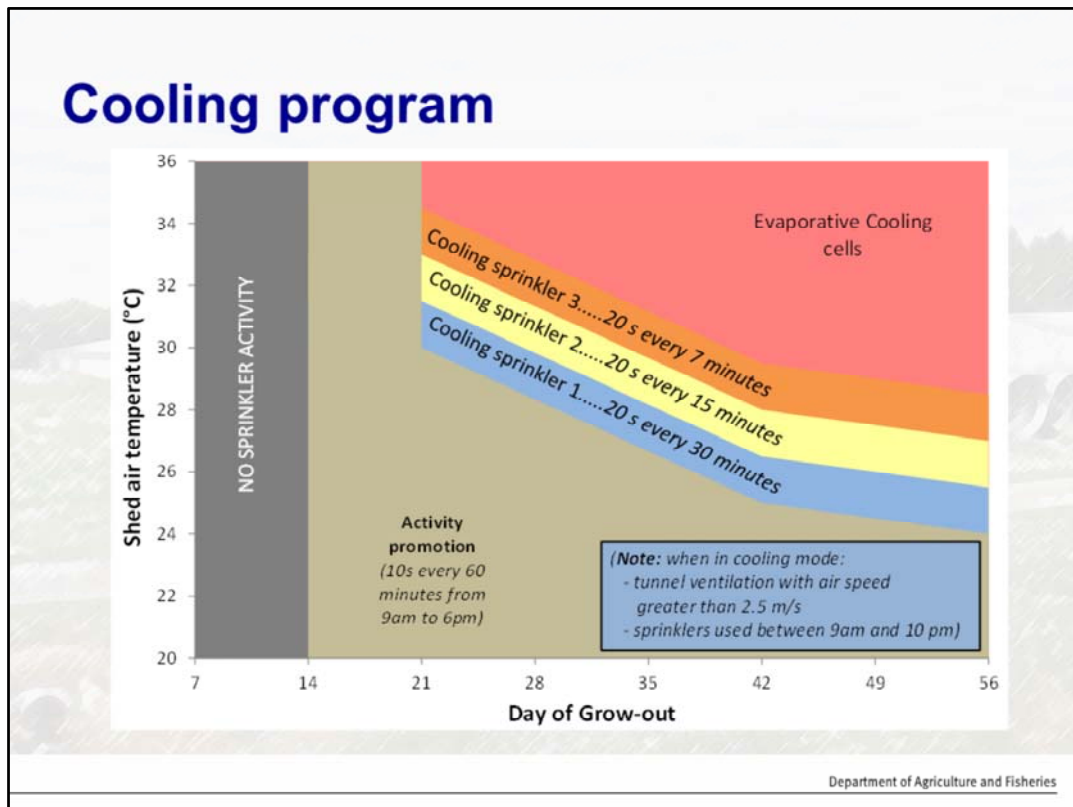 Cooling program
36
34
32
30
28
26
24
22
20
Shed air temperature (°C)
NO SPRINKLER ACTIVITY
Evaporative Cooling
cells
Cooling sprinkler 3.....20 s every 7 minutes
Cooling sprinkler 2.....20 s every 15 minutes
Cooling sprinkler 1.....20 s every 30 minutes
Activity
promotion
(10s every 60
minutes from
9am to 6pm)
(Note: when in cooling mode:
- tunnel ventilation with air speed
greater than 2.5 m/s
- sprinklers used between 9am and 10 pm)
7 14 21 28 35 42 49 56
Day of Grow-out
Department of Agriculture and Fisheries